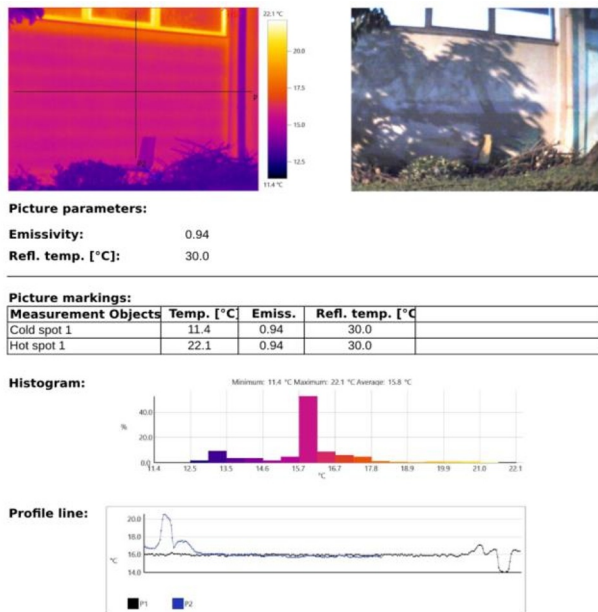 22.1 °C
20.0
17.5
15.0
12.5
11.4 °C
Picture parameters:
Emissivity: 0.94
Refl. temp. [°C]: 30.0
Picture markings:
Measurement Objects Temp. [°C] Emiss. Refl. temp. [°C
Cold spot 1 11.4 0.94 30.0
Hot spot 1 22.1 0.94 30.0
Histogram:
Minimum: 11.4 °C Maximum: 22.1 °C Average: 15.8 °C
40.0
%
20.0
0.0
11.4 12.5 13.5 14.6 15.7 16.7 17.8 18.9 19.9 21.0 22.1
°C
Profile line:
20.0
18.0
°C
16.0
14.0
P1 P2